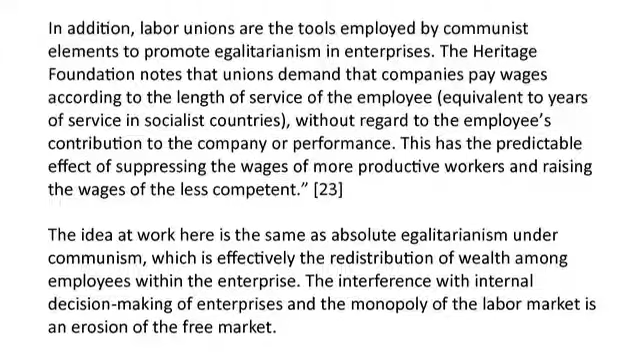 In addition, labor unions are the tools employed by communist
elements to promote egalitarianism in enterprises. The Heritage
Foundation notes that unions demand that companies pay wages
according to the length of service of the employee (equivalent to years
of service in socialist countries), without regard to the employee’s
contribution to the company or performance. This has the predictable
effect of suppressing the wages of more productive workers and raising
the wages of the less competent.” [23]
The idea at work here is the same as absolute egalitarianism under
communism, which is effectively the redistribution of wealth among
employees within the enterprise. The interference with internal
decision-making of enterprises and the monopoly of the labor market is
an erosion of the free market.